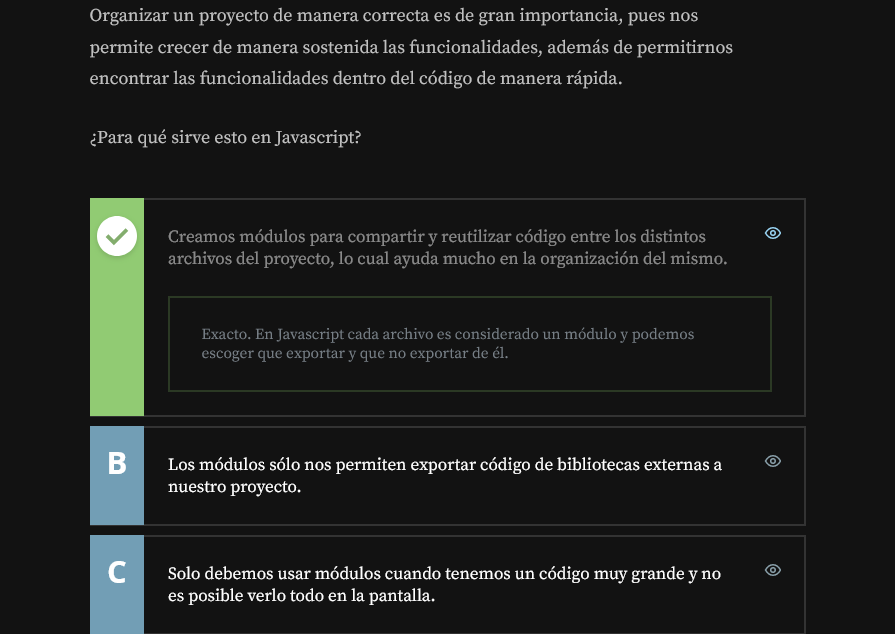 Organizar un proyecto de manera correcta es de gran importancia, pues nos
permite crecer de manera sostenida las funcionalidades, además de permitirnos
encontrar las funcionalidades dentro del código de manera rápida.
¿Para qué sirve esto en Javascript?
Creamos módulos para compartir y reutilizar código entre los distintos
archivos del proyecto, lo cual ayuda mucho en la organización del mismo.
Exacto. En Javascript cada archivo es considerado un módulo y podemos
escoger que exportar y que no exportar de él.
B
Los módulos sólo nos permiten exportar código de bibliotecas externas a
nuestro proyecto.
C
Solo debemos usar módulos cuando tenemos un código muy grande y no
es posible verlo todo en la pantalla.